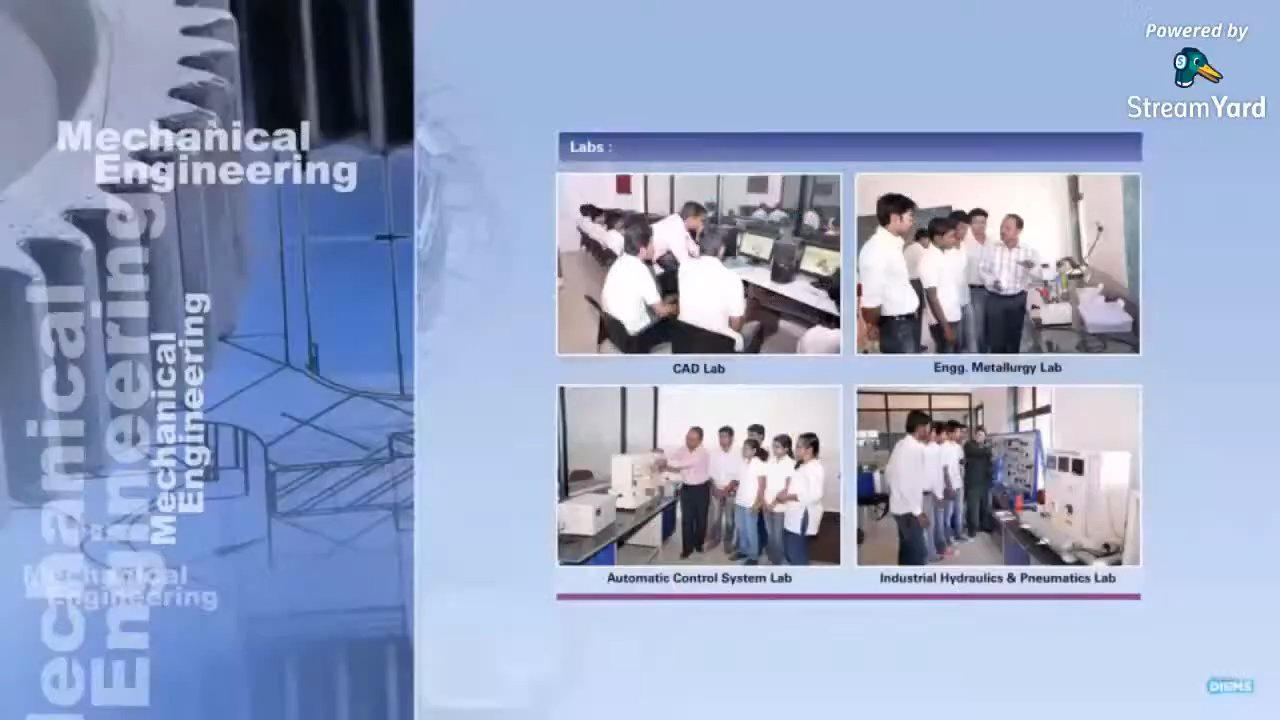 Powered by
StreamYard
Mechanical
Engineering
Mechanical
Engineering
Mechanical
Engineering
Mechanical
Engineering
Labs :
CAD Lab
Engg. Metallurgy Lab
Automatic Control System Lab
Industrial Hydraulics & Pneumatics Lab